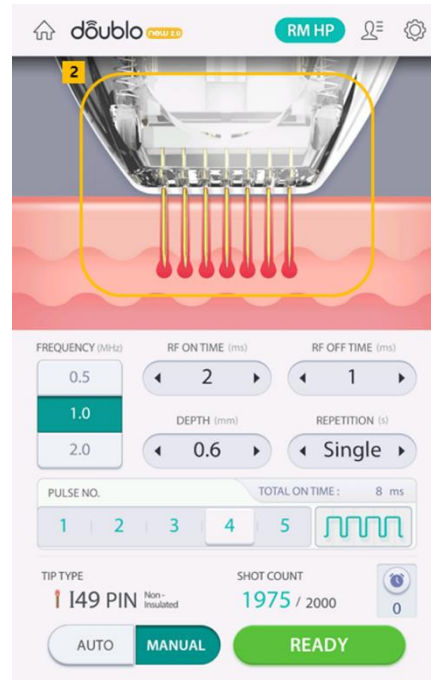 doublo new 2.0 RM HP
2
FREQUENCY (MHz) RF ON TIME (ms) RF OFF TIME (ms)
0.5 2 1
1.0
DEPTH (mm) REPETITION (s)
2.0 0.6 Single
PULSE NO. TOTAL ON TIME : 8 ms
1 2 3 4 5
TIP TYPE SHOT COUNT
I49 PIN Non-Insulated 1975 / 2000 0
AUTO MANUAL READY